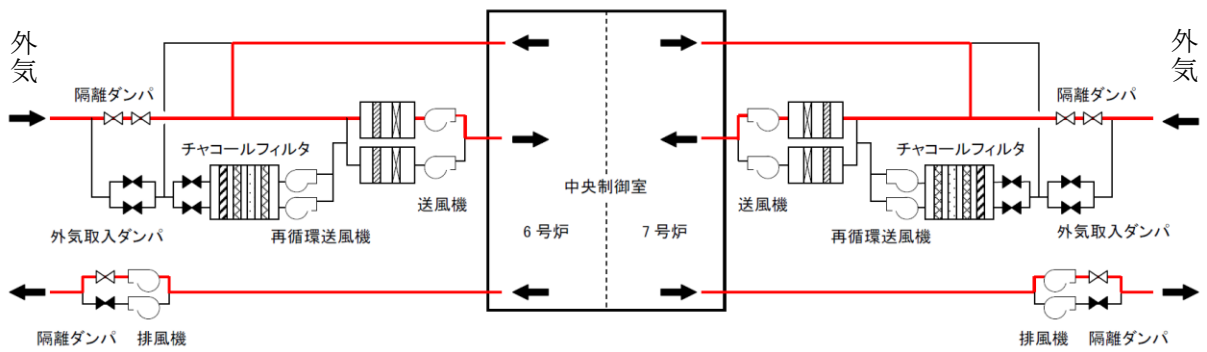 外気
外気
隔離ダンパ
隔離ダンパ
チャコールフィルタ
チャコールフィルタ
中央制御室
送風機
送風機
6号炉
7号炉
外気取入ダンパ
再循環送風機
再循環送風機
外気取入ダンパ
隔離ダンパ
排風機
排風機
隔離ダンパ